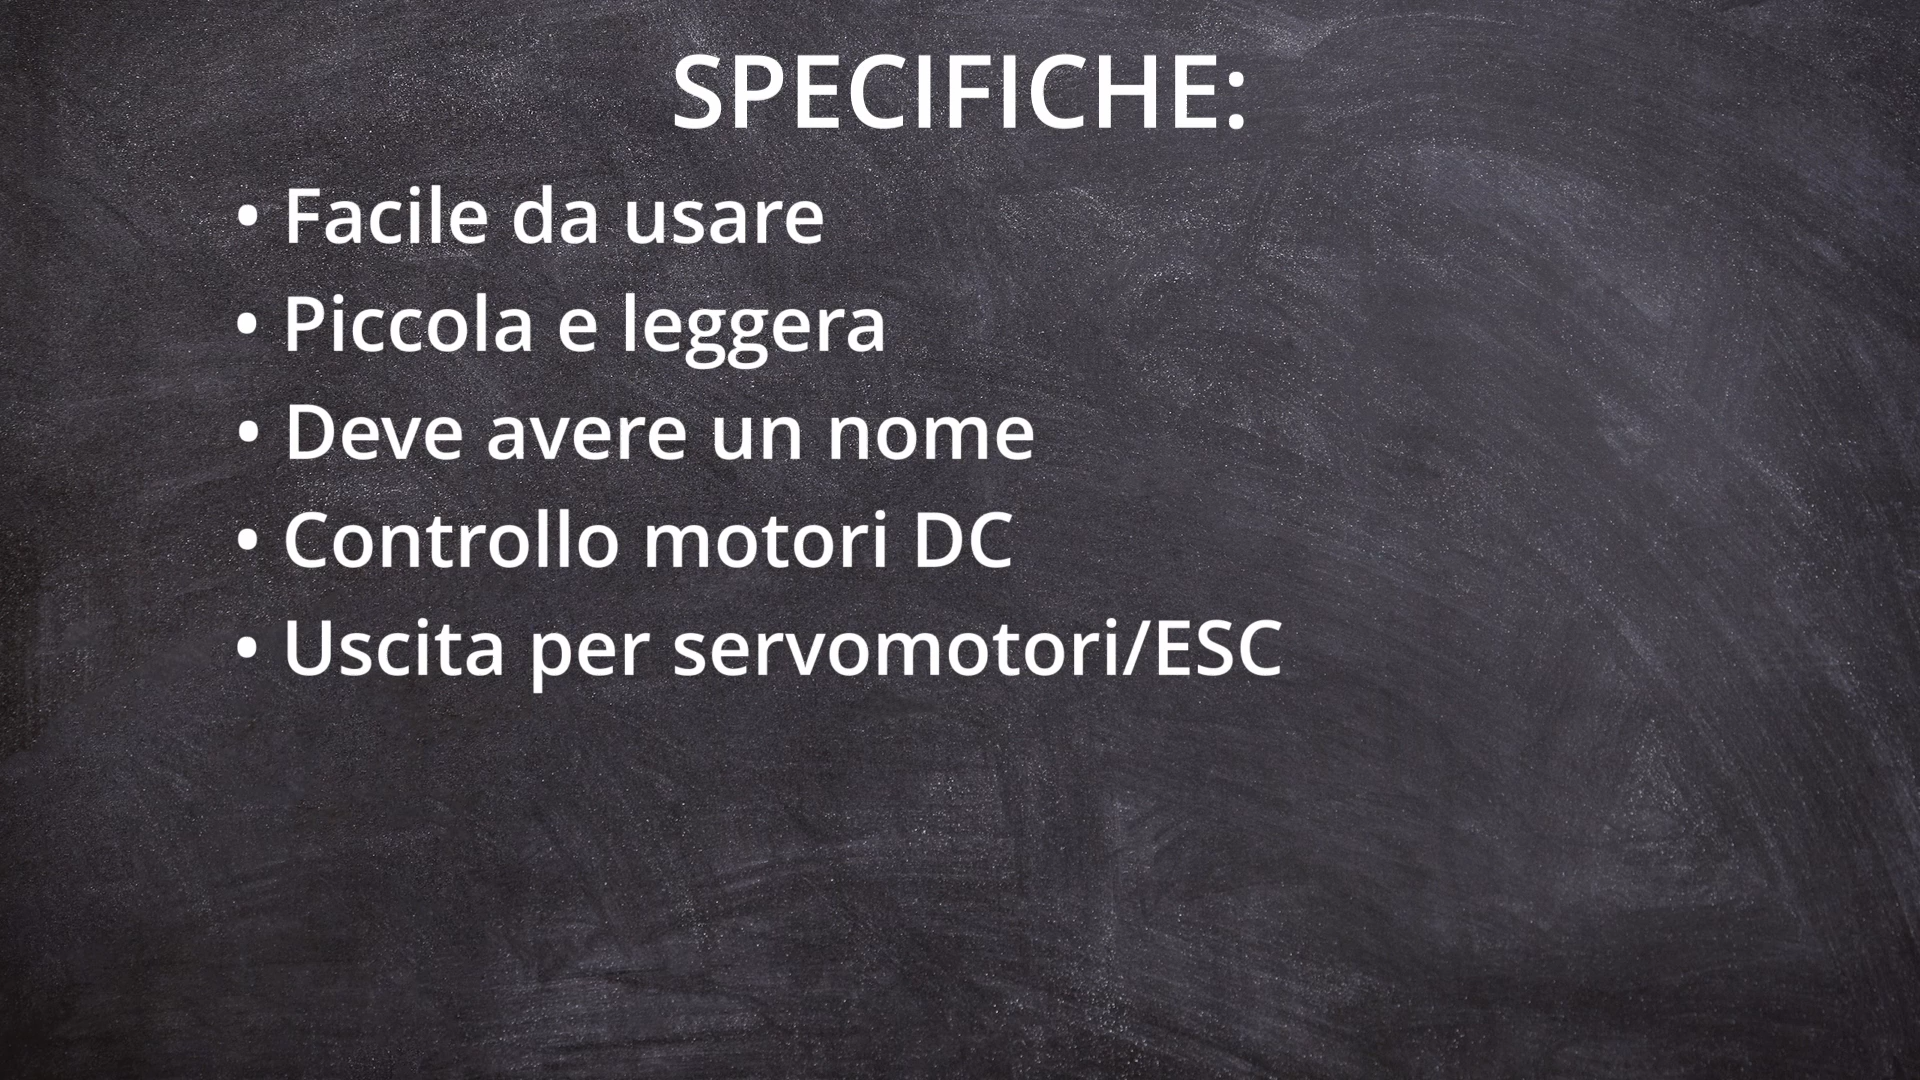 SPECIFICHE:
• Facile da usare
• Piccola e leggera
• Deve avere un nome
• Controllo motori DC
• Uscita per servomotori/ESC